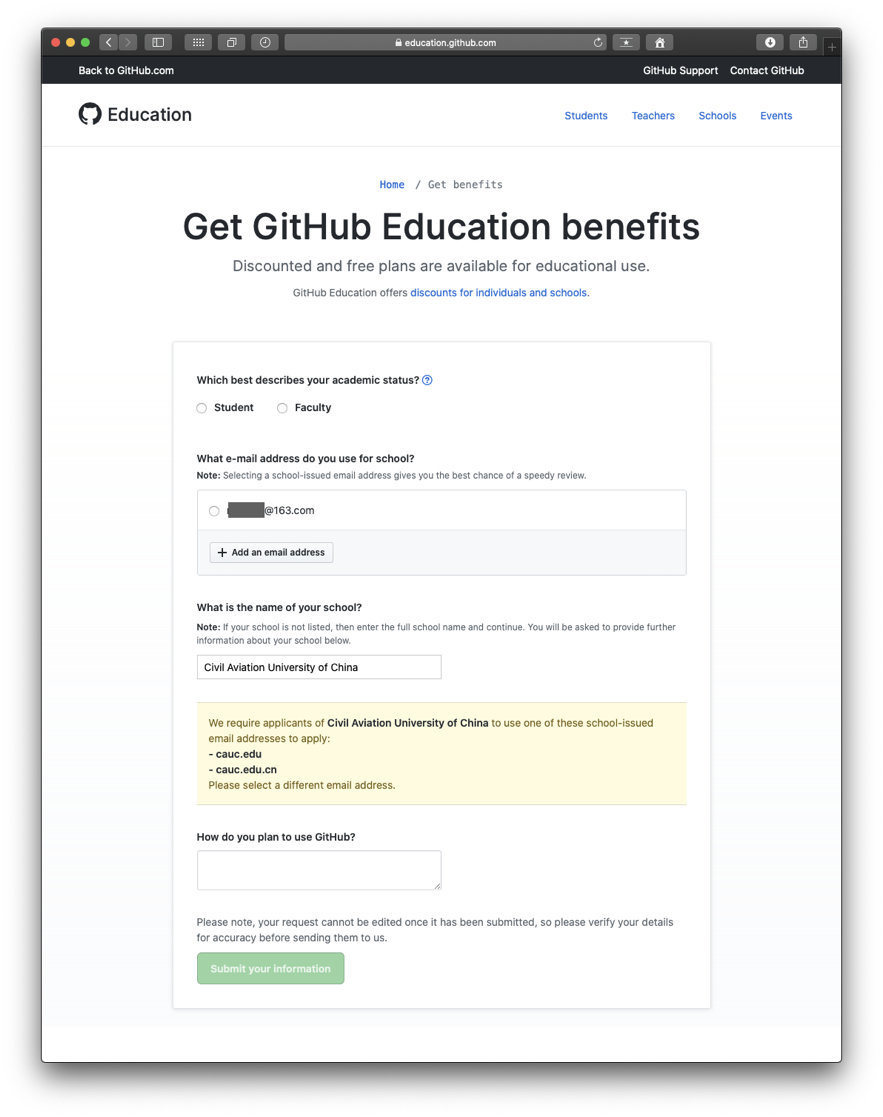 education.github.com
Back to GitHub.com
GitHub Support Contact GitHub
Education
Students Teachers Schools Events
Home / Get benefits
Get GitHub Education benefits
Discounted and free plans are available for educational use.
GitHub Education offers discounts for individuals and schools.
Which best describes your academic status?
Student Faculty
What e-mail address do you use for school?
Note: Selecting a school-issued email address gives you the best chance of a speedy review.
@163.com
+ Add an email address
What is the name of your school?
Note: If your school is not listed, then enter the full school name and continue. You will be asked to provide further
information about your school below.
Civil Aviation University of China
We require applicants of Civil Aviation University of China to use one of these school-issued
email addresses to apply:
- cauc.edu
- cauc.edu.cn
Please select a different email address.
How do you plan to use GitHub?
Please note, your request cannot be edited once it has been submitted, so please verify your details
for accuracy before sending them to us.
Submit your information